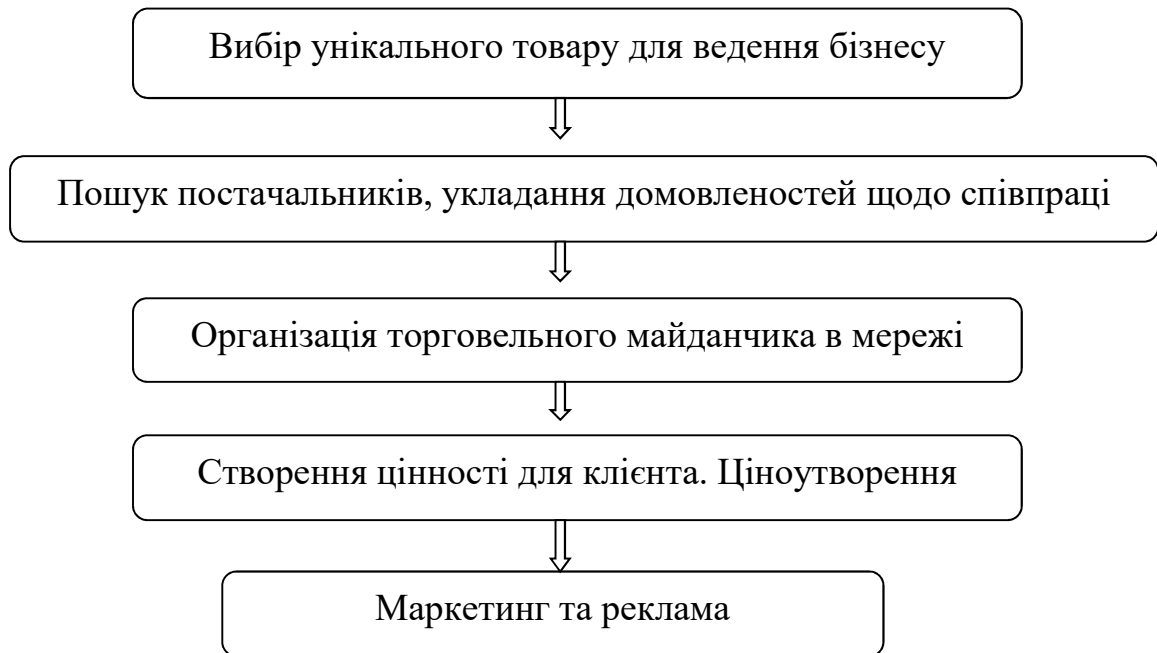 Вибір унікального товару для ведення бізнесу
Пошук постачальників, укладання домовленостей щодо співпраці
Організація торговельного майданчика в мережі
Створення цінності для клієнта. Ціноутворення
Маркетинг та реклама